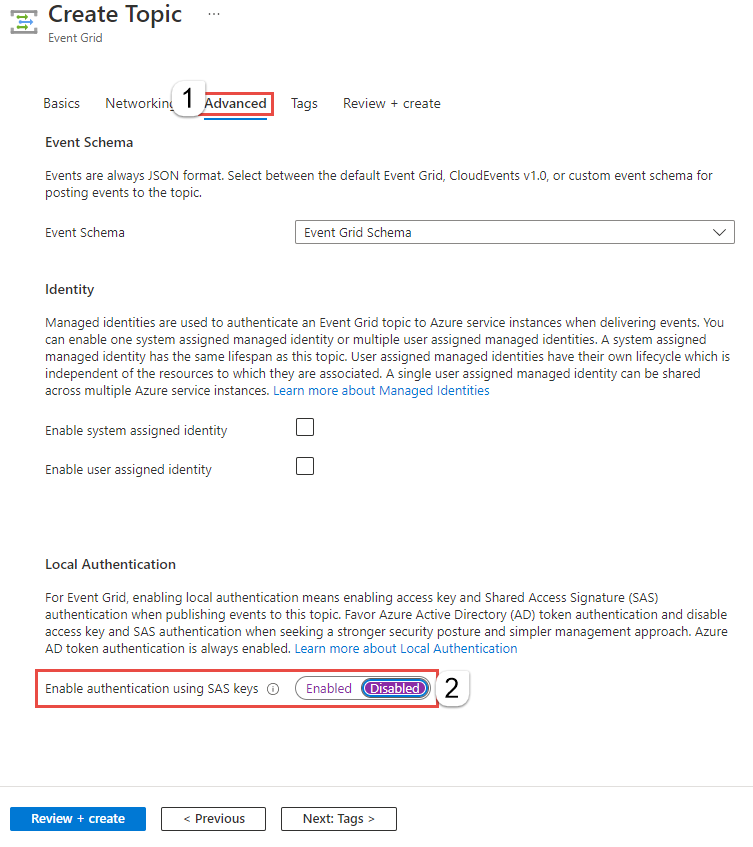 Create Topic ...
Event Grid
Basics Networking 1 Advanced Tags Review + create
Event Schema
Events are always JSON format. Select between the default Event Grid, CloudEvents v1.0, or custom event schema for
posting events to the topic.
Event Schema Event Grid Schema
Identity
Managed identities are used to authenticate an Event Grid topic to Azure service instances when delivering events. You
can enable one system assigned managed identity or multiple user assigned managed identities. A system assigned
managed identity has the same lifespan as this topic. User assigned managed identities have their own lifecycle which is
independent of the resources to which they are associated. A single user assigned managed identity can be shared
across multiple Azure service instances. Learn more about Managed Identities
Enable system assigned identity
Enable user assigned identity
Local Authentication
For Event Grid, enabling local authentication means enabling access key and Shared Access Signature (SAS)
authentication when publishing events to this topic. Favor Azure Active Directory (AD) token authentication and disable
access key and SAS authentication when seeking a stronger security posture and simpler management approach. Azure
AD token authentication is always enabled. Learn more about Local Authentication
Enable authentication using SAS keys Enabled Disabled 2
Review + create < Previous Next: Tags >